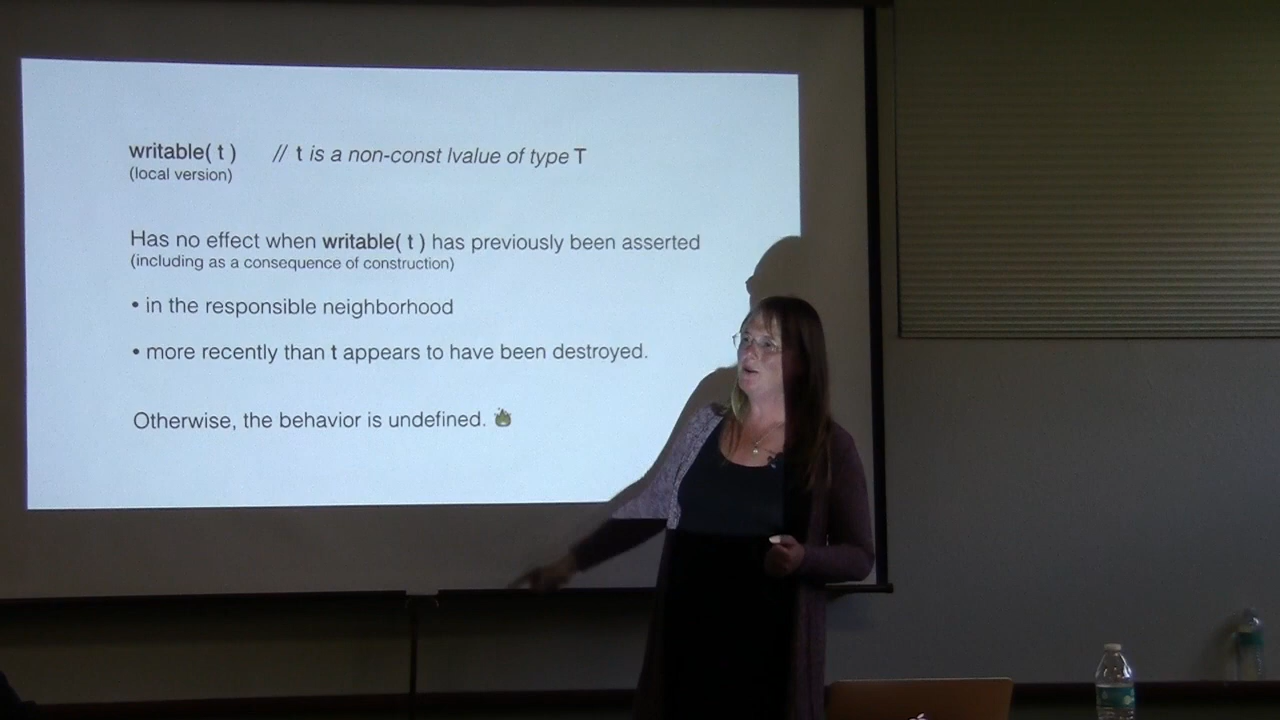 writable( t ) // t is a non-const lvalue of type T
(local version)
Has no effect when writable( t ) has previously been asserted
(including as a consequence of construction)
• in the responsible neighborhood
• more recently than t appears to have been destroyed.
Otherwise, the behavior is undefined.